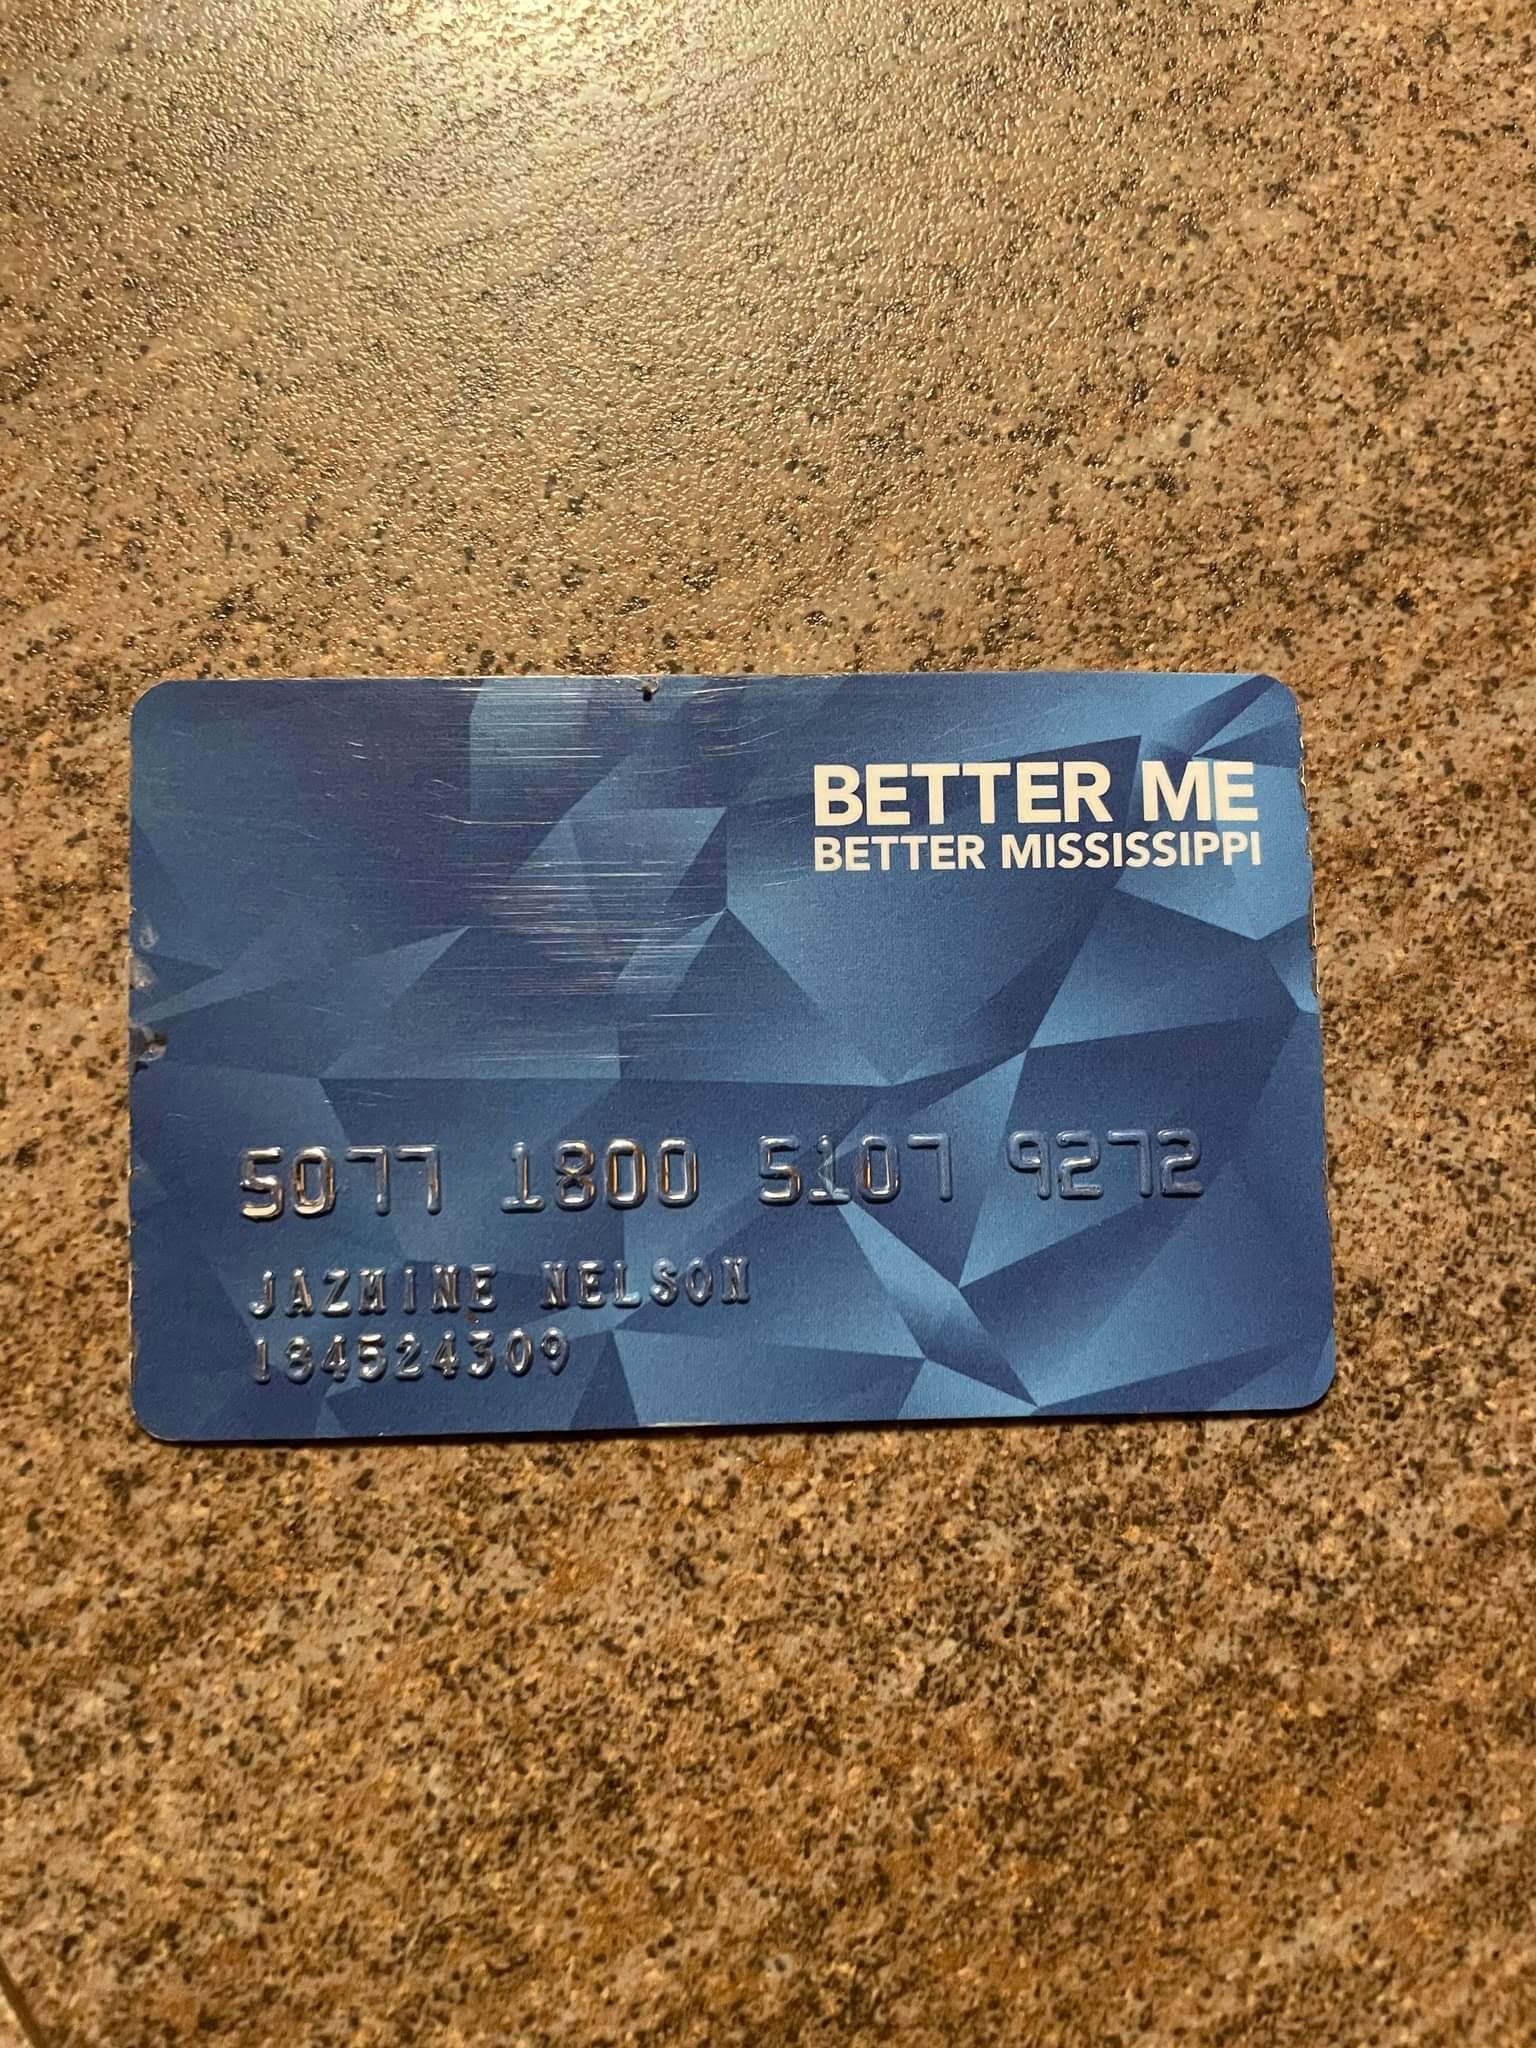 BETTER ME
BETTER MISSISSIPPI
5077 1800 5107 9272
JAZMINE NELSON
184524309